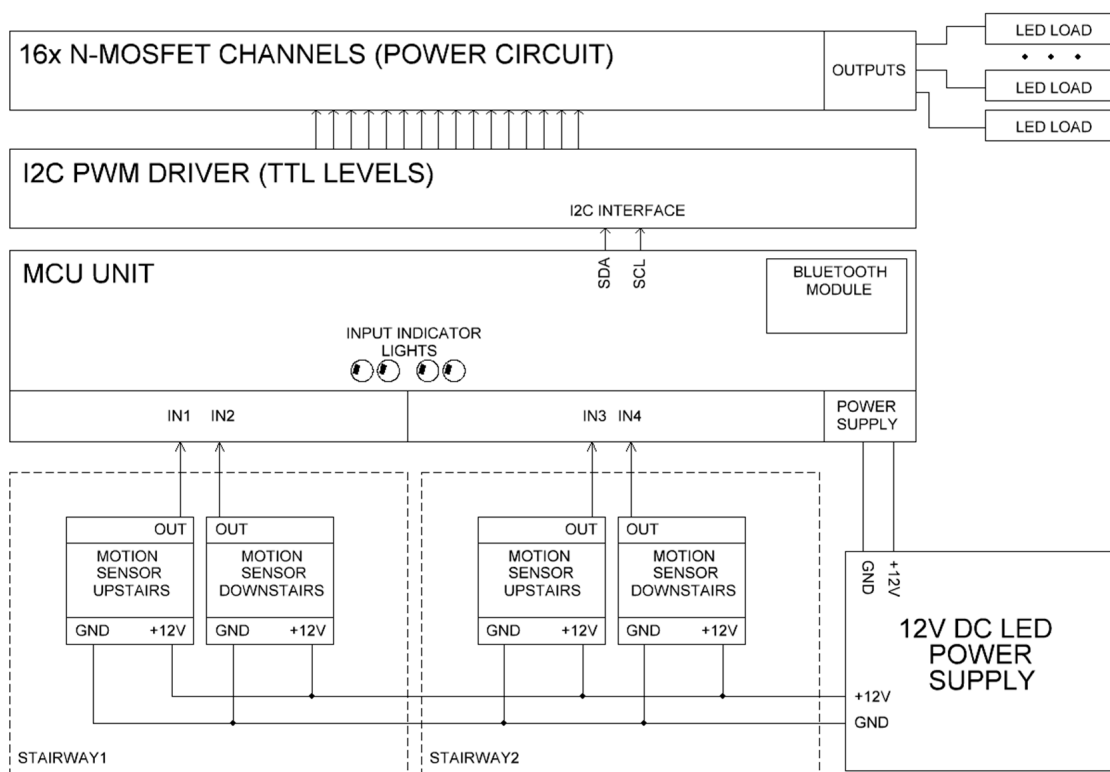 16x N-MOSFET CHANNELS (POWER CIRCUIT)
OUTPUTS
LED LOAD
LED LOAD
LED LOAD
I2C PWM DRIVER (TTL LEVELS)
I2C INTERFACE
SDA
SCL
MCU UNIT
BLUETOOTH
MODULE
INPUT INDICATOR
LIGHTS
IN1 IN2
IN3 IN4
POWER
SUPPLY
OUT
MOTION
SENSOR
UPSTAIRS
GND +12V
OUT
MOTION
SENSOR
DOWNSTAIRS
GND +12V
STAIRWAY1
OUT
MOTION
SENSOR
UPSTAIRS
GND +12V
OUT
MOTION
SENSOR
DOWNSTAIRS
GND +12V
STAIRWAY2
GND
+12V
12V DC LED
POWER
SUPPLY
+12V
GND